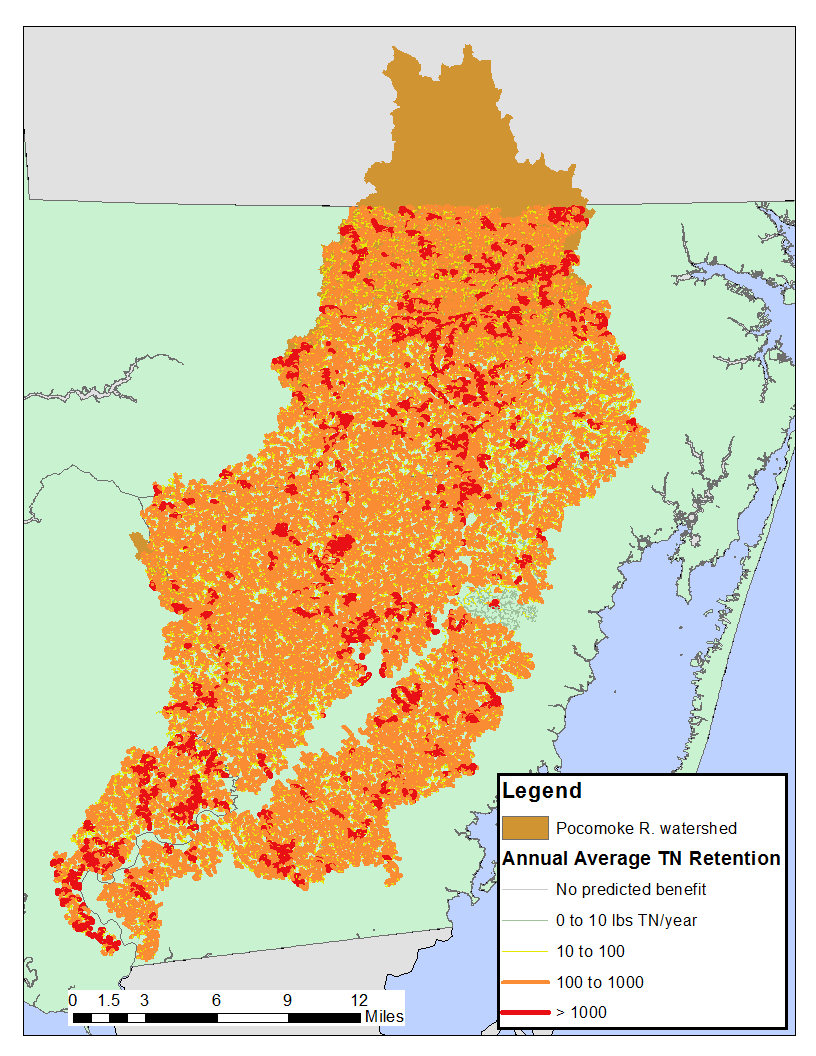 Legend
Pocomoke R. watershed
Annual Average TN Retention
No predicted benefit
0 to 10 lbs TN/year
10 to 100
100 to 1000
> 1000
0 1.5 3 6 9 12
Miles